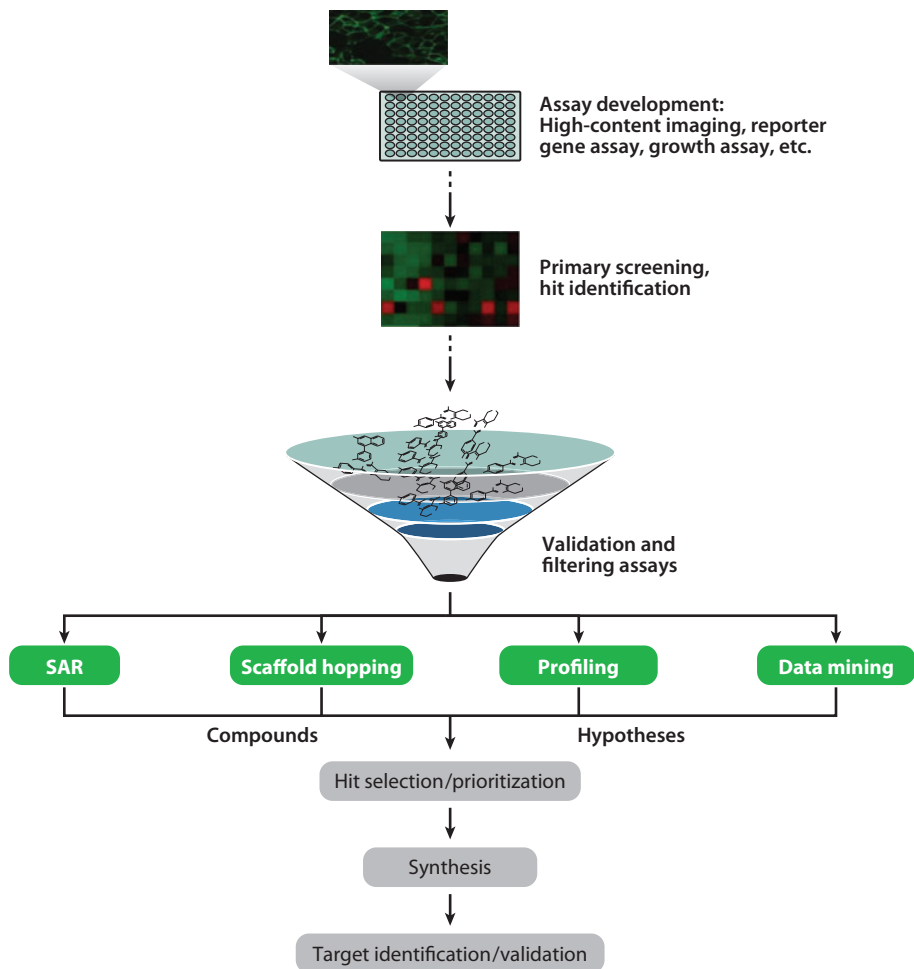 Assay development:
High-content imaging, reporter
gene assay, growth assay, etc.
Primary screening,
hit identification
Validation and
filtering assays
SAR
Scaffold hopping
Profiling
Data mining
Compounds
Hypotheses
Hit selection/prioritization
Synthesis
Target identification/validation